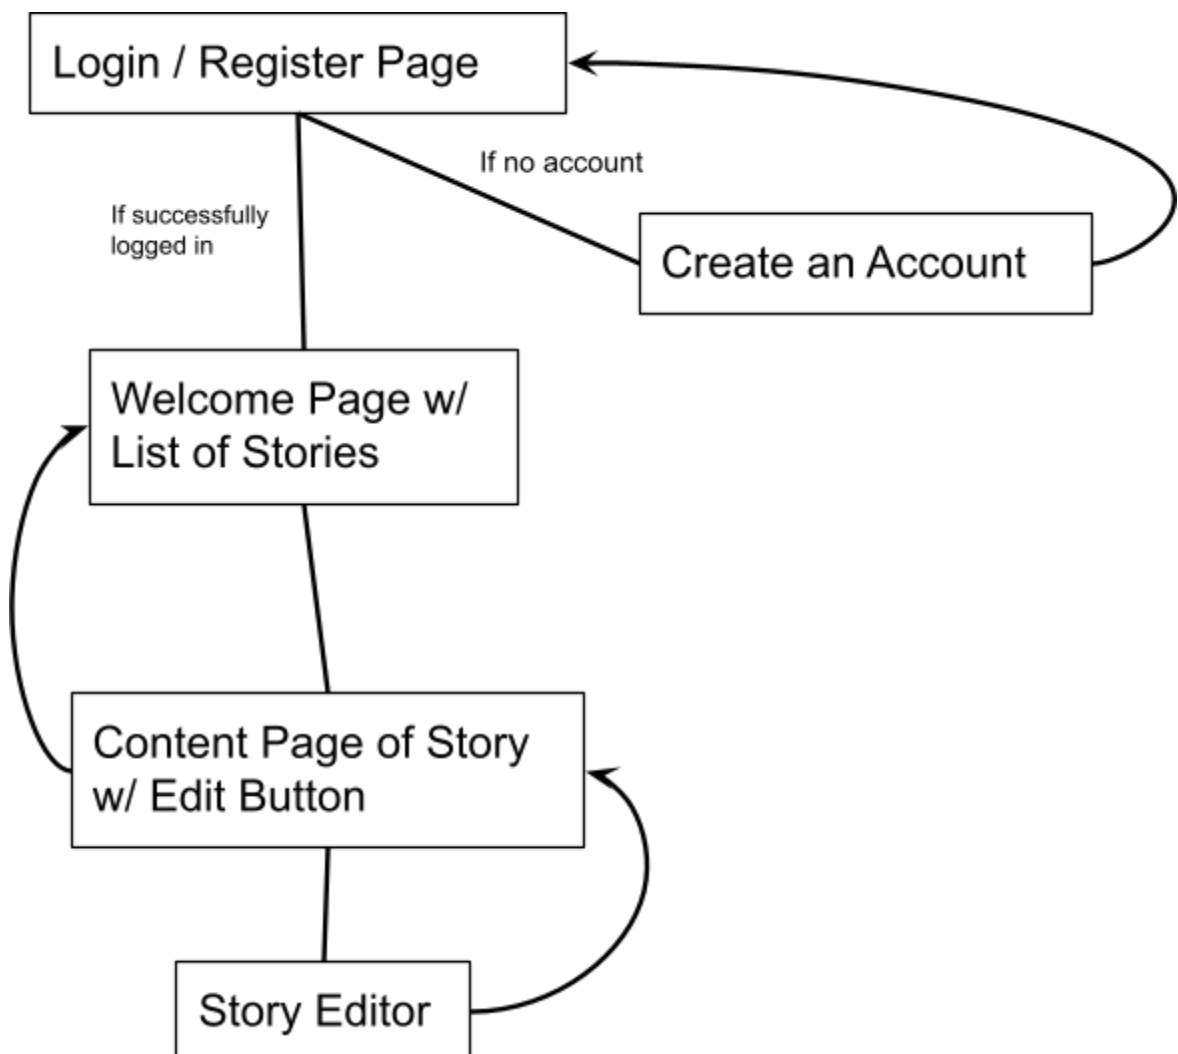 Login / Register Page
If no account
If successfully
logged in
Create an Account
Welcome Page w/
List of Stories
Content Page of Story
w/ Edit Button
Story Editor